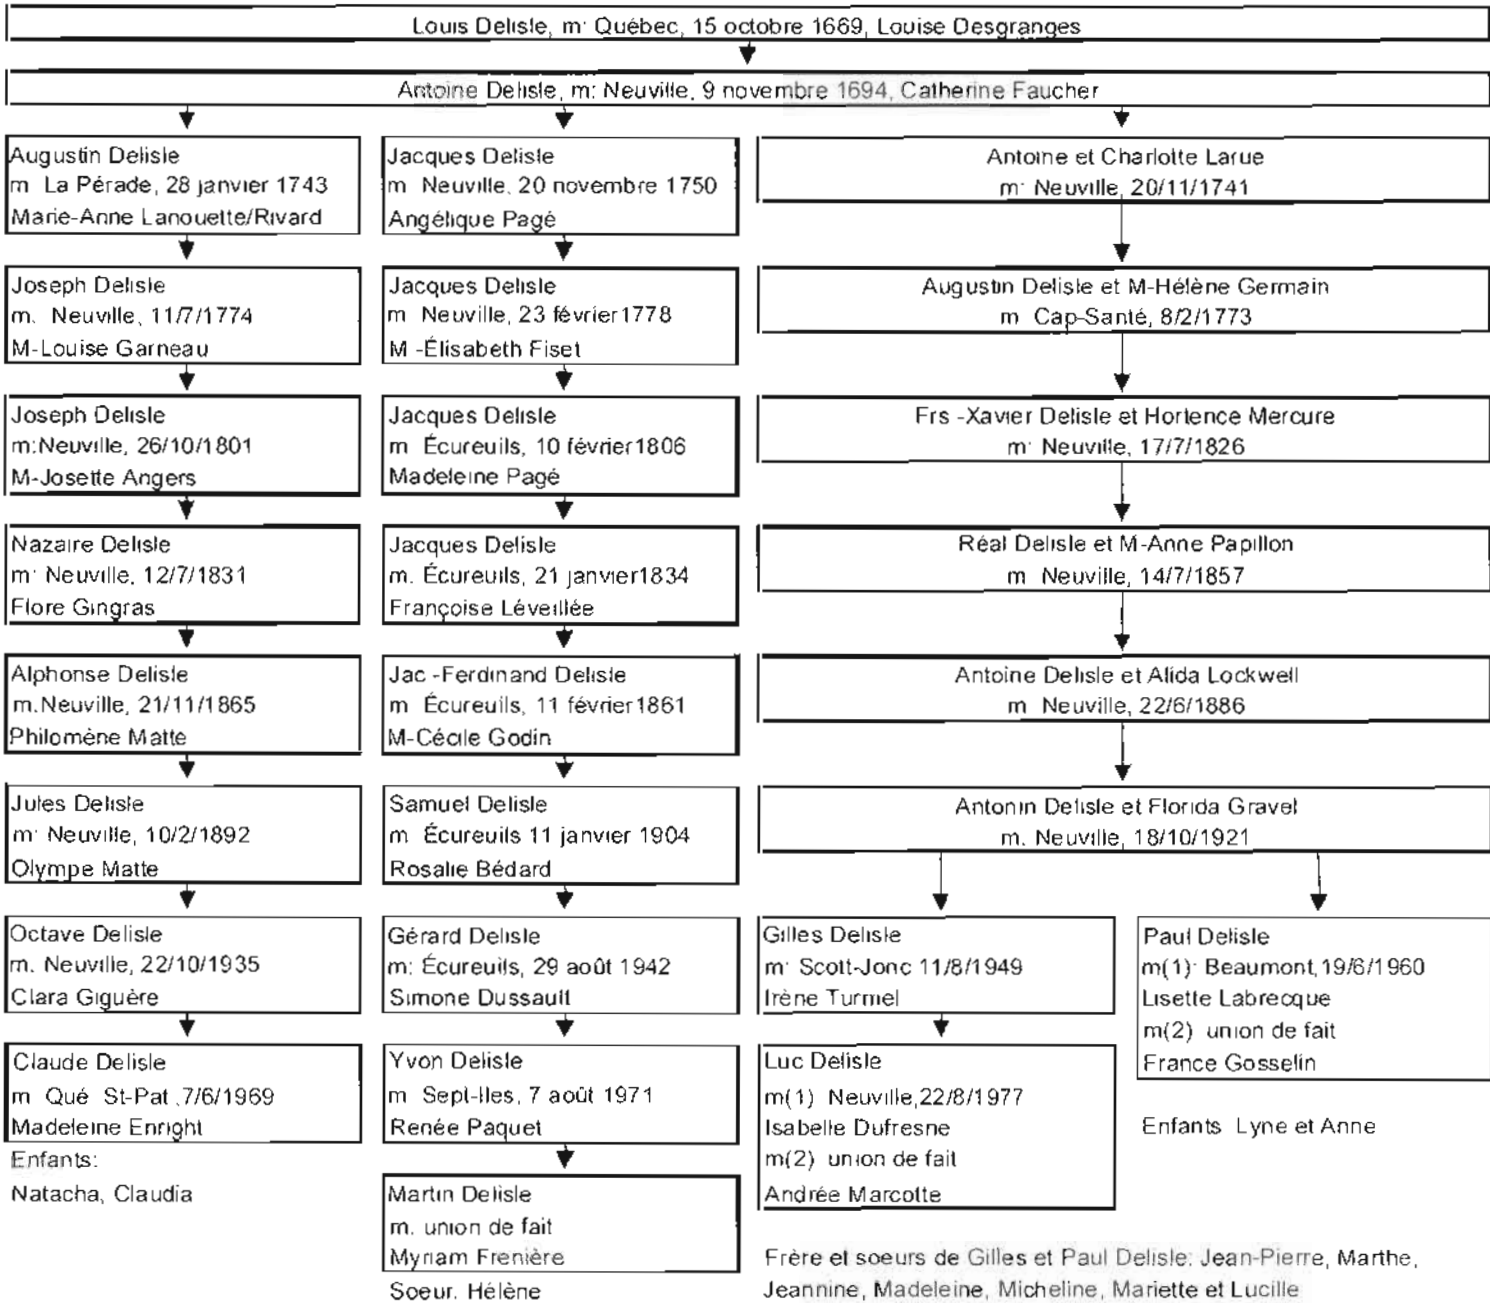 Louis Delisle, m: Québec, 15 octobre 1669, Louise Desgranges
Antoine Delisle, m: Neuville, 9 novembre 1694, Catherine Faucher
Augustin Delisle
m La Pérade, 28 janvier 1743
Marie-Anne Lanouette/Rivard
Joseph Delisle
m. Neuville, 11/7/1774
M-Louise Garneau
Joseph Delisle
m:Neuville, 26/10/1801
M-Josette Angers
Nazaire Delisle
m: Neuville, 12/7/1831
Flore Gingras
Alphonse Delisle
m.Neuville, 21/11/1865
Philomène Matte
Jules Delisle
m: Neuville, 10/2/1892
Olympe Matte
Octave Delisle
m. Neuville, 22/10/1935
Clara Giguère
Claude Delisle
m Qué St-Pat ,7/6/1969
Madeleine Enright
Enfants:
Natacha, Claudia
Jacques Delisle
m Neuville, 20 novembre 1750
Angélique Pagé
Jacques Delisle
m Neuville, 23 février1778
M -Élisabeth Fiset
Jacques Delisle
m Écureuils, 10 février1806
Madeleine Pagé
Jacques Delisle
m. Écureuils, 21 janvier1834
Françoise Léveillée
Jac -Ferdinand Delisle
m Écureuils, 11 février1861
M-Cécile Godin
Samuel Delisle
m Écureuils 11 janvier 1904
Rosalie Bédard
Gérard Delisle
m: Écureuils, 29 août 1942
Simone Dussault
Yvon Delisle
m Sept-Iles, 7 août 1971
Renée Paquet
Martin Delisle
m. union de fait
Myriam Frenière
Soeur. Hélène
Antoine et Charlotte Larue
m: Neuville, 20/11/1741
Augustin Delisle et M-Hélène Germain
m Cap-Santé, 8/2/1773
Frs -Xavier Delisle et Hortence Mercure
m: Neuville, 17/7/1826
Réal Delisle et M-Anne Papillon
m Neuville, 14/7/1857
Antoine Delisle et Alida Lockwell
m Neuville, 22/6/1886
Antonin Delisle et Florida Gravel
m. Neuville, 18/10/1921
Gilles Delisle
m: Scott-Jonc 11/8/1949
Irène Turmel
Luc Delisle
m(1) Neuville,22/8/1977
Isabelle Dufresne
m(2) union de fait
Andrée Marcotte
Paul Delisle
m(1): Beaumont,19/6/1960
Lisette Labrecque
m(2) union de fait
France Gosselin
Enfants Lyne et Anne
Frère et soeurs de Gilles et Paul Delisle: Jean-Pierre, Marthe,
Jeannine, Madeleine, Micheline, Mariette et Lucille